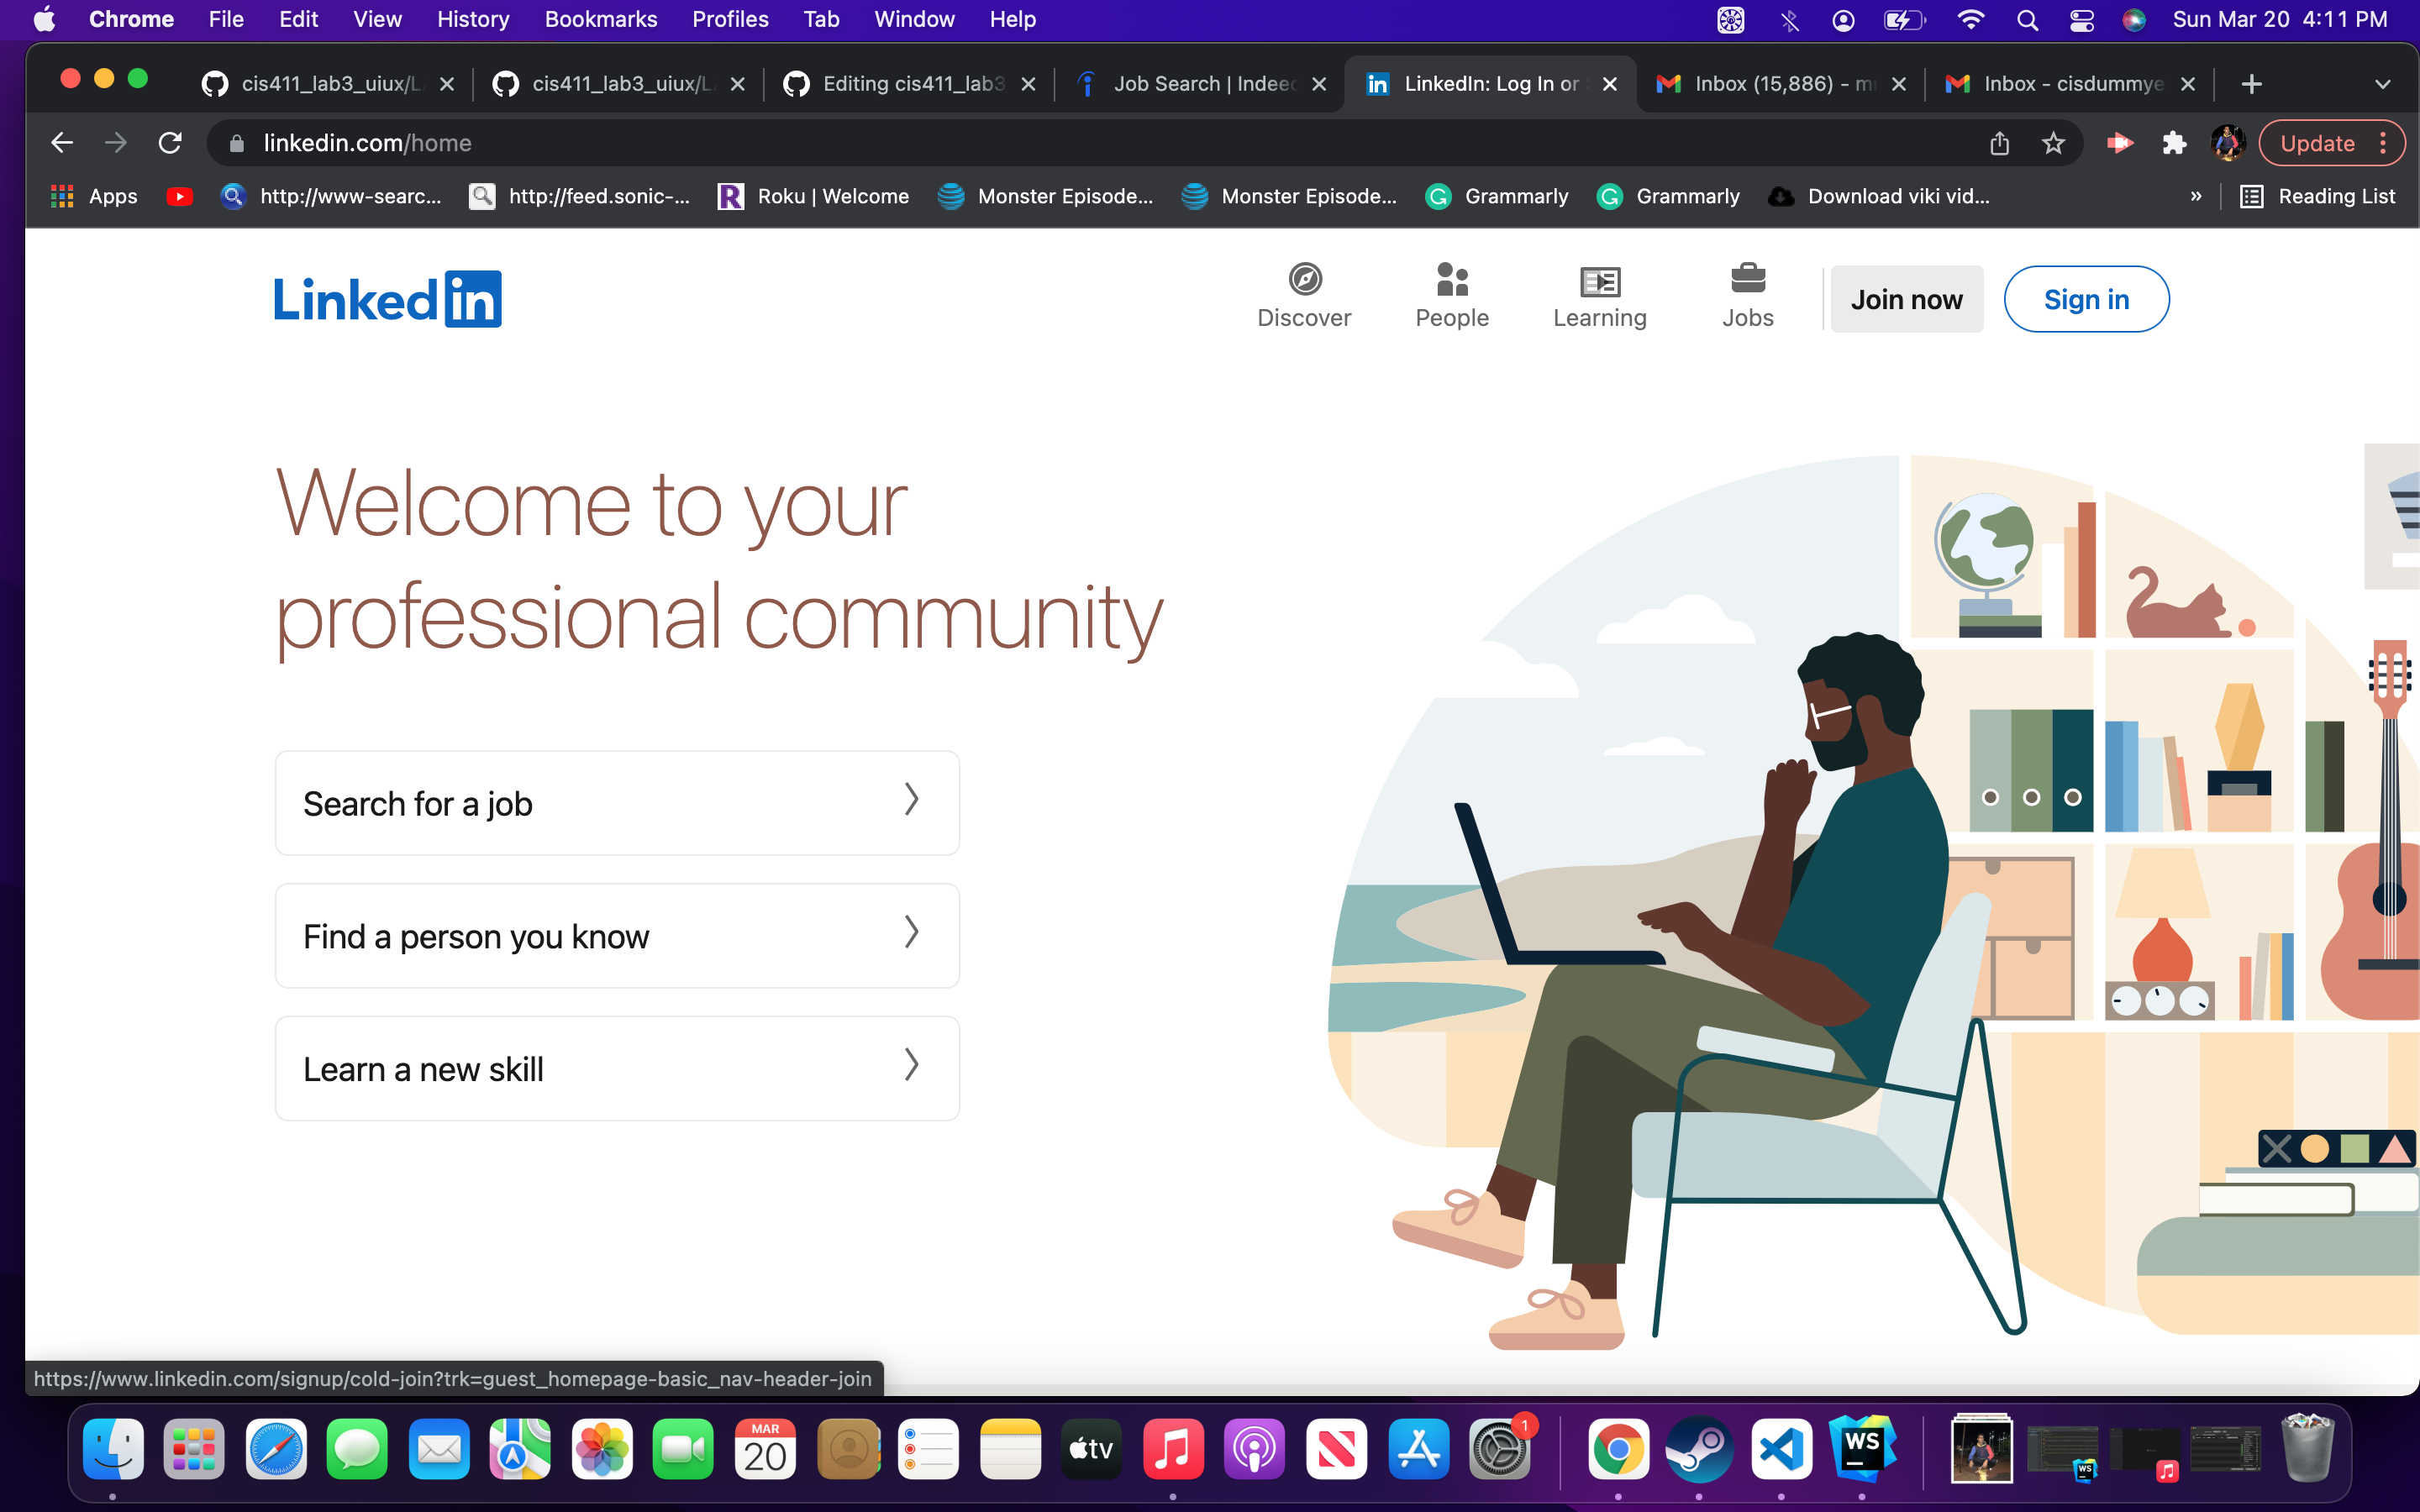 Chrome File Edit View History Bookmarks Profiles Tab Window Help Sun Mar 20 4:11 PM
cis411_lab3_uiux/L cis411_lab3_uiux/L Editing cis411_lab3 Job Search | Indeed LinkedIn: Log In or Inbox (15,886) - m Inbox - cisdummye
linkedin.com/home Update
Apps http://www-searc... http://feed.sonic-... R Roku | Welcome Monster Episode... Monster Episode... G Grammarly G Grammarly Download viki vid... » Reading List
Linked in
Discover People Learning Jobs Join now Sign in
Welcome to your
professional community
Search for a job
Find a person you know
Learn a new skill
https://www.linkedin.com/signup/cold-join?trk=guest_homepage-basic_nav-header-join
MAR
20
tv
1
WS
WS